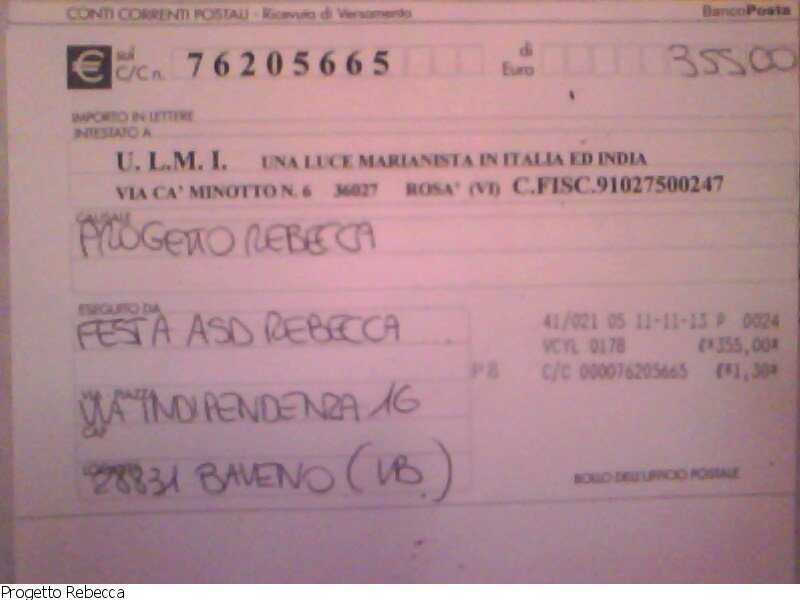 CONTI CORRENTI POSTALI - Ricevuta di Versamento BancoPosta
€ sul C/C n. 76205665 di Euro 355,00
IMPORTO IN LETTERE
INTESTATO A
U. L.M. I. UNA LUCE MARIANISTA IN ITALIA ED INDIA
VIA CA' MINOTTO N. 6 36027 ROSA' (VI) C.FISC.91027500247
CAUSALE
PROGETTO REBECCA
ESEGUITO DA
FESTA ASD REBECCA
41/021 05 11-11-13 P 0024
VCYL 0178 €*355,00*
P8 C/C 000076205665 €*1,30*
VIA - PIAZZA
VIA INDIPENDENZA 16
CAP
LOCALITÀ
28831 BAVENO (VB)
BOLLO DELL'UFFICIO POSTALE
Progetto Rebecca